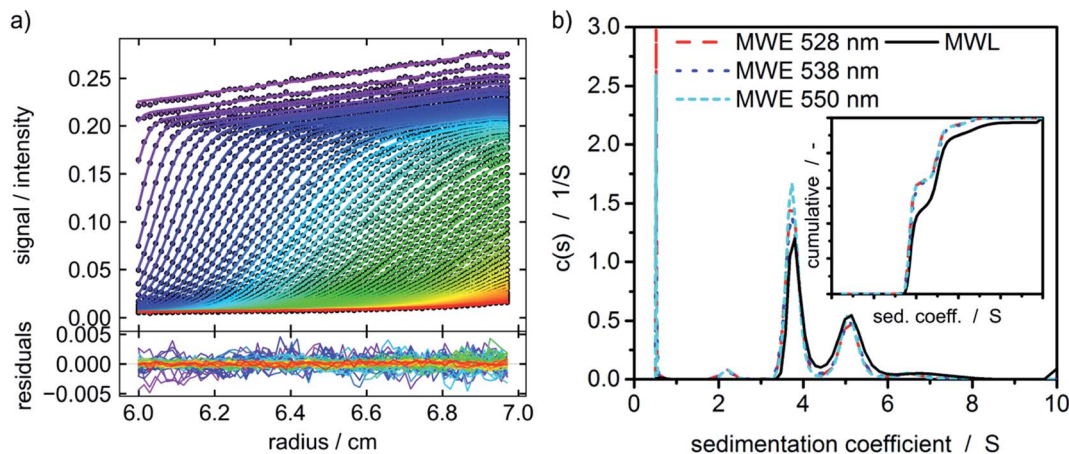 a)
signal / intensity
0.25
0.20
0.15
0.10
0.05
0.00
residuals
0.005
0.000
−0.005
6.0 6.2 6.4 6.6 6.8 7.0
radius / cm
b)
c(s) / 1/S
3.0
2.5
2.0
1.5
1.0
0.5
0.0
0 2 4 6 8 10
sedimentation coefficient / S
MWE 528 nm MWL
MWE 538 nm
MWE 550 nm
cumulative / -
sed. coeff. / S